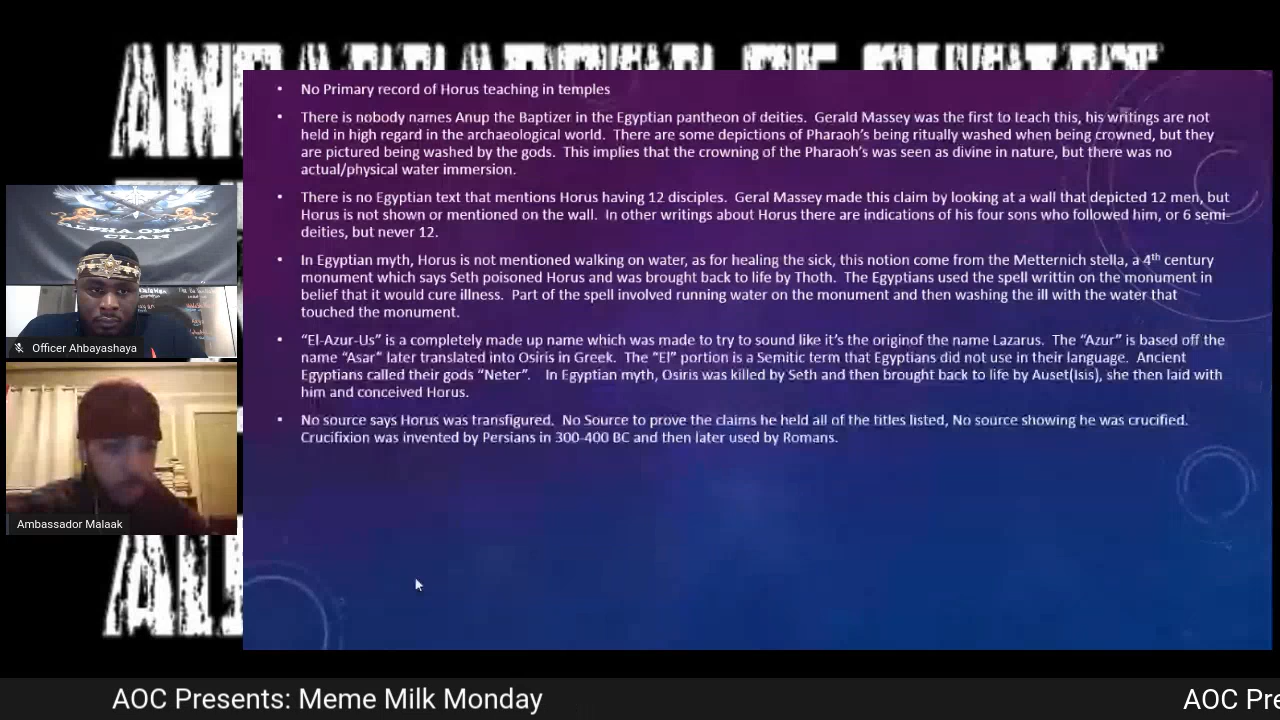 • No Primary record of Horus teaching in temples
• There is nobody names Anup the Baptizer in the Egyptian pantheon of deities. Gerald Massey was the first to teach this, his writings are not
held in high regard in the archaeological world. There are some depictions of Pharaoh's being ritually washed when being crowned, but they
are pictured being washed by the gods. This implies that the crowning of the Pharaoh's was seen as divine in nature, but there was no
actual/physical water immersion.
• There is no Egyptian text that mentions Horus having 12 disciples. Geral Massey made this claim by looking at a wall that depicted 12 men, but
Horus is not shown or mentioned on the wall. In other writings about Horus there are indications of his four sons who followed him, or 6 semi-
deities, but never 12.
• In Egyptian myth, Horus is not mentioned walking on water, as for healing the sick, this notion come from the Metternich stella, a 4th century
monument which says Seth poisoned Horus and was brought back to life by Thoth. The Egyptians used the spell writtin on the monument in
belief that it would cure illness. Part of the spell involved running water on the monument and then washing the ill with the water that
touched the monument.
• "El-Azur-Us" is a completely made up name which was made to try to sound like it's the originof the name Lazarus. The "Azur" is based off the
name "Asar" later translated into Osiris in Greek. The "El" portion is a Semitic term that Egyptians did not use in their language. Ancient
Egyptians called their gods "Neter". In Egyptian myth, Osiris was killed by Seth and then brought back to life by Auset(Isis), she then laid with
him and conceived Horus.
• No source says Horus was transfigured. No Source to prove the claims he held all of the titles listed, No source showing he was crucified.
Crucifixion was invented by Persians in 300-400 BC and then later used by Romans.
ALPHA OMEGA
CLAN
Officer Ahbayashaya
Ambassador Malaak
AOC Presents: Meme Milk Monday
AOC Pre